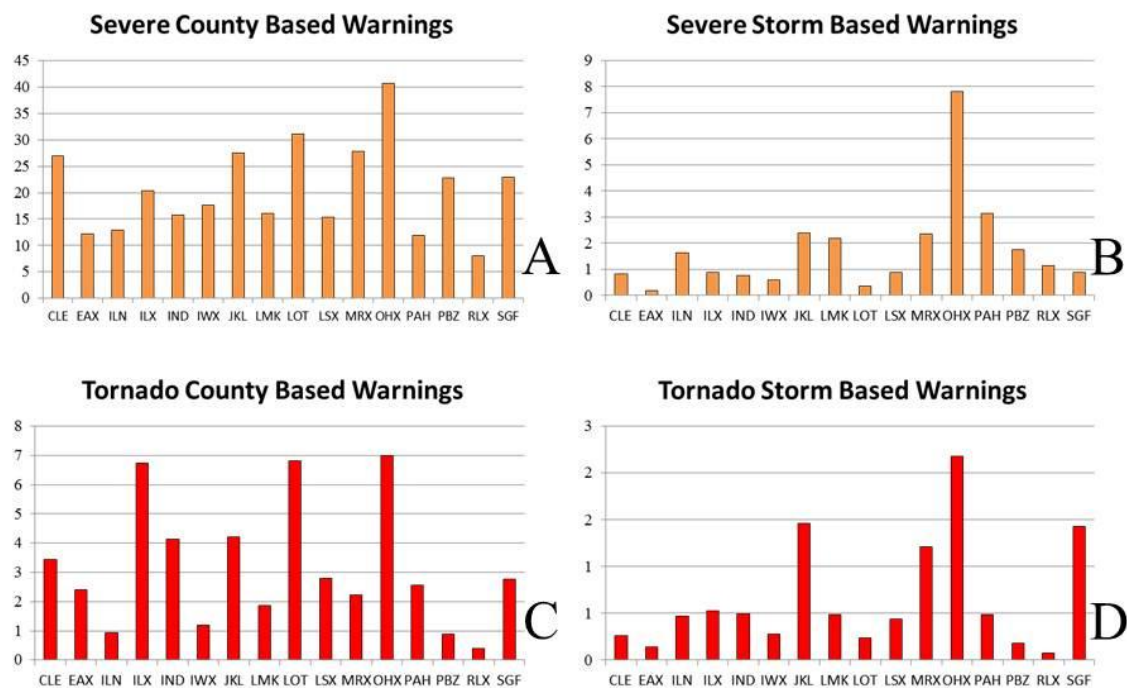 Severe County Based Warnings
45
40
35
30
25
20
15
10
5
0
CLE EAX ILN ILX IND IWX JKL LMK LOT LSX MRX OHX PAH PBZ RLX SGF
A
Severe Storm Based Warnings
9
8
7
6
5
4
3
2
1
0
CLE EAX ILN ILX IND IWX JKL LMK LOT LSX MRX OHX PAH PBZ RLX SGF
B
Tornado County Based Warnings
8
7
6
5
4
3
2
1
0
CLE EAX ILN ILX IND IWX JKL LMK LOT LSX MRX OHX PAH PBZ RLX SGF
C
Tornado Storm Based Warnings
3
2
2
1
1
0
CLE EAX ILN ILX IND IWX JKL LMK LOT LSX MRX OHX PAH PBZ RLX SGF
D